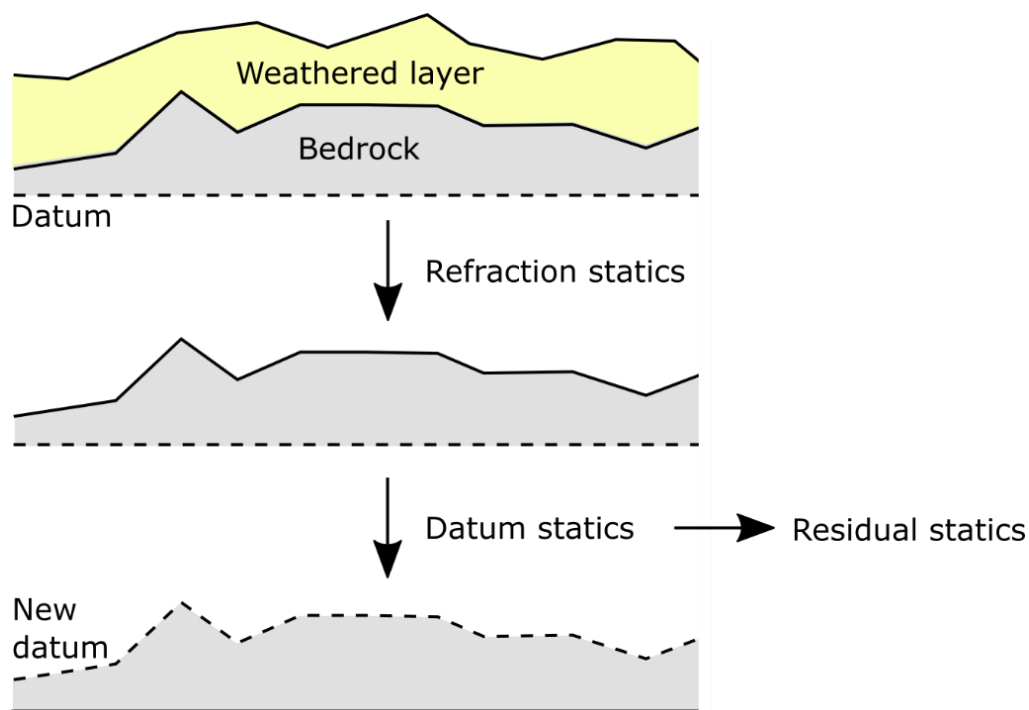 Weathered layer
Bedrock
Datum
Refraction statics
Datum statics
Residual statics
New
datum